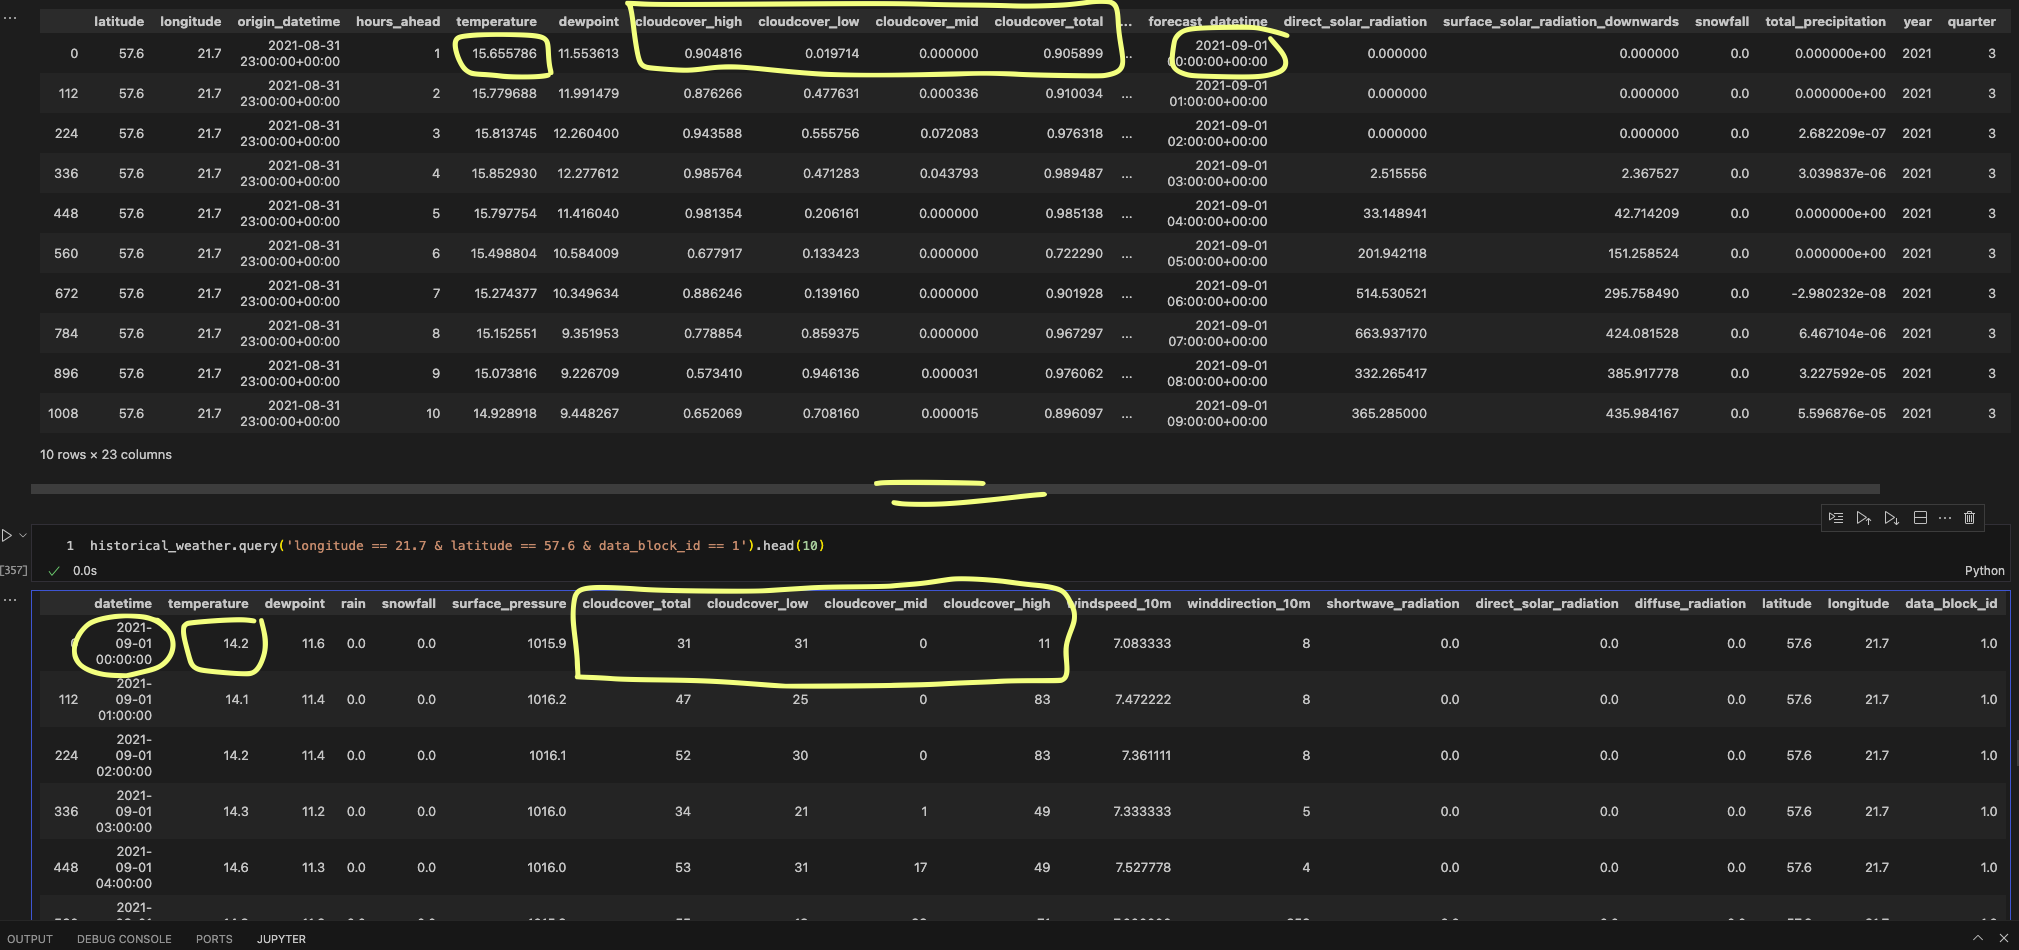 latitude longitude origin_datetime hours_ahead temperature dewpoint cloudcover_high cloudcover_low cloudcover_mid cloudcover_total ... forecast_datetime direct_solar_radiation surface_solar_radiation_downwards snowfall total_precipitation year quarter
0 57.6 21.7 2021-08-31 23:00:00+00:00 1 15.655786 11.553613 0.904816 0.019714 0.000000 0.905899 ... 2021-09-01 00:00:00+00:00 0.000000 0.000000 0.0 0.000000e+00 2021 3
112 57.6 21.7 2021-08-31 23:00:00+00:00 2 15.779688 11.991479 0.876266 0.477631 0.000336 0.910034 ... 2021-09-01 01:00:00+00:00 0.000000 0.000000 0.0 0.000000e+00 2021 3
224 57.6 21.7 2021-08-31 23:00:00+00:00 3 15.813745 12.260400 0.943588 0.555756 0.072083 0.976318 ... 2021-09-01 02:00:00+00:00 0.000000 0.000000 0.0 2.682209e-07 2021 3
336 57.6 21.7 2021-08-31 23:00:00+00:00 4 15.852930 12.277612 0.985764 0.471283 0.043793 0.989487 ... 2021-09-01 03:00:00+00:00 2.515556 2.367527 0.0 3.039837e-06 2021 3
448 57.6 21.7 2021-08-31 23:00:00+00:00 5 15.797754 11.416040 0.981354 0.206161 0.000000 0.985138 ... 2021-09-01 04:00:00+00:00 33.148941 42.714209 0.0 0.000000e+00 2021 3
560 57.6 21.7 2021-08-31 23:00:00+00:00 6 15.498804 10.584009 0.677917 0.133423 0.000000 0.722290 ... 2021-09-01 05:00:00+00:00 201.942118 151.258524 0.0 0.000000e+00 2021 3
672 57.6 21.7 2021-08-31 23:00:00+00:00 7 15.274377 10.349634 0.886246 0.139160 0.000000 0.901928 ... 2021-09-01 06:00:00+00:00 514.530521 295.758490 0.0 -2.980232e-08 2021 3
784 57.6 21.7 2021-08-31 23:00:00+00:00 8 15.152551 9.351953 0.778854 0.859375 0.000000 0.967297 ... 2021-09-01 07:00:00+00:00 663.937170 424.081528 0.0 6.467104e-06 2021 3
896 57.6 21.7 2021-08-31 23:00:00+00:00 9 15.073816 9.226709 0.573410 0.946136 0.000031 0.976062 ... 2021-09-01 08:00:00+00:00 332.265417 385.917778 0.0 3.227592e-05 2021 3
1008 57.6 21.7 2021-08-31 23:00:00+00:00 10 14.928918 9.448267 0.652069 0.708160 0.000015 0.896097 ... 2021-09-01 09:00:00+00:00 365.285000 435.984167 0.0 5.596876e-05 2021 3
10 rows × 23 columns
1 historical_weather.query('longitude == 21.7 & latitude == 57.6 & data_block_id == 1').head(10)
[357] 0.0s Python
datetime temperature dewpoint rain snowfall surface_pressure cloudcover_total cloudcover_low cloudcover_mid cloudcover_high windspeed_10m winddirection_10m shortwave_radiation direct_solar_radiation diffuse_radiation latitude longitude data_block_id
2021-09-01 00:00:00 14.2 11.6 0.0 0.0 1015.9 31 31 0 11 7.083333 8 0.0 0.0 0.0 57.6 21.7 1.0
112 2021-09-01 01:00:00 14.1 11.4 0.0 0.0 1016.2 47 25 0 83 7.472222 8 0.0 0.0 0.0 57.6 21.7 1.0
224 2021-09-01 02:00:00 14.2 11.4 0.0 0.0 1016.1 52 30 0 83 7.361111 8 0.0 0.0 0.0 57.6 21.7 1.0
336 2021-09-01 03:00:00 14.3 11.2 0.0 0.0 1016.0 34 21 1 49 7.333333 5 0.0 0.0 0.0 57.6 21.7 1.0
448 2021-09-01 04:00:00 14.6 11.3 0.0 0.0 1016.0 53 31 17 49 7.527778 4 0.0 0.0 0.0 57.6 21.7 1.0
2021-
OUTPUT DEBUG CONSOLE PORTS JUPYTER